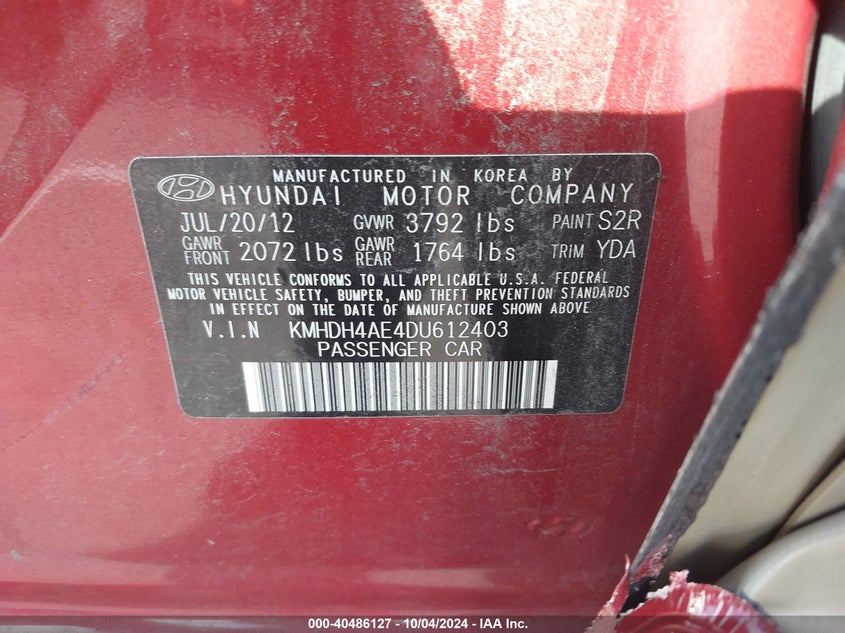 MANUFACTURED IN KOREA BY
HYUNDAI MOTOR COMPANY
JUL/20/12 GVWR 3792 lbs PAINT S2R
GAWR FRONT 2072 lbs GAWR REAR 1764 lbs TRIM YDA
THIS VEHICLE CONFORMS TO ALL APPLICABLE U.S.A. FEDERAL
MOTOR VEHICLE SAFETY, BUMPER, AND THEFT PREVENTION STANDARDS
IN EFFECT ON THE DATE OF MANUFACTURE SHOWN ABOVE
V.I.N KMHDH4AE4DU612403
PASSENGER CAR
000-40486127 - 10/04/2024 - IAA Inc.